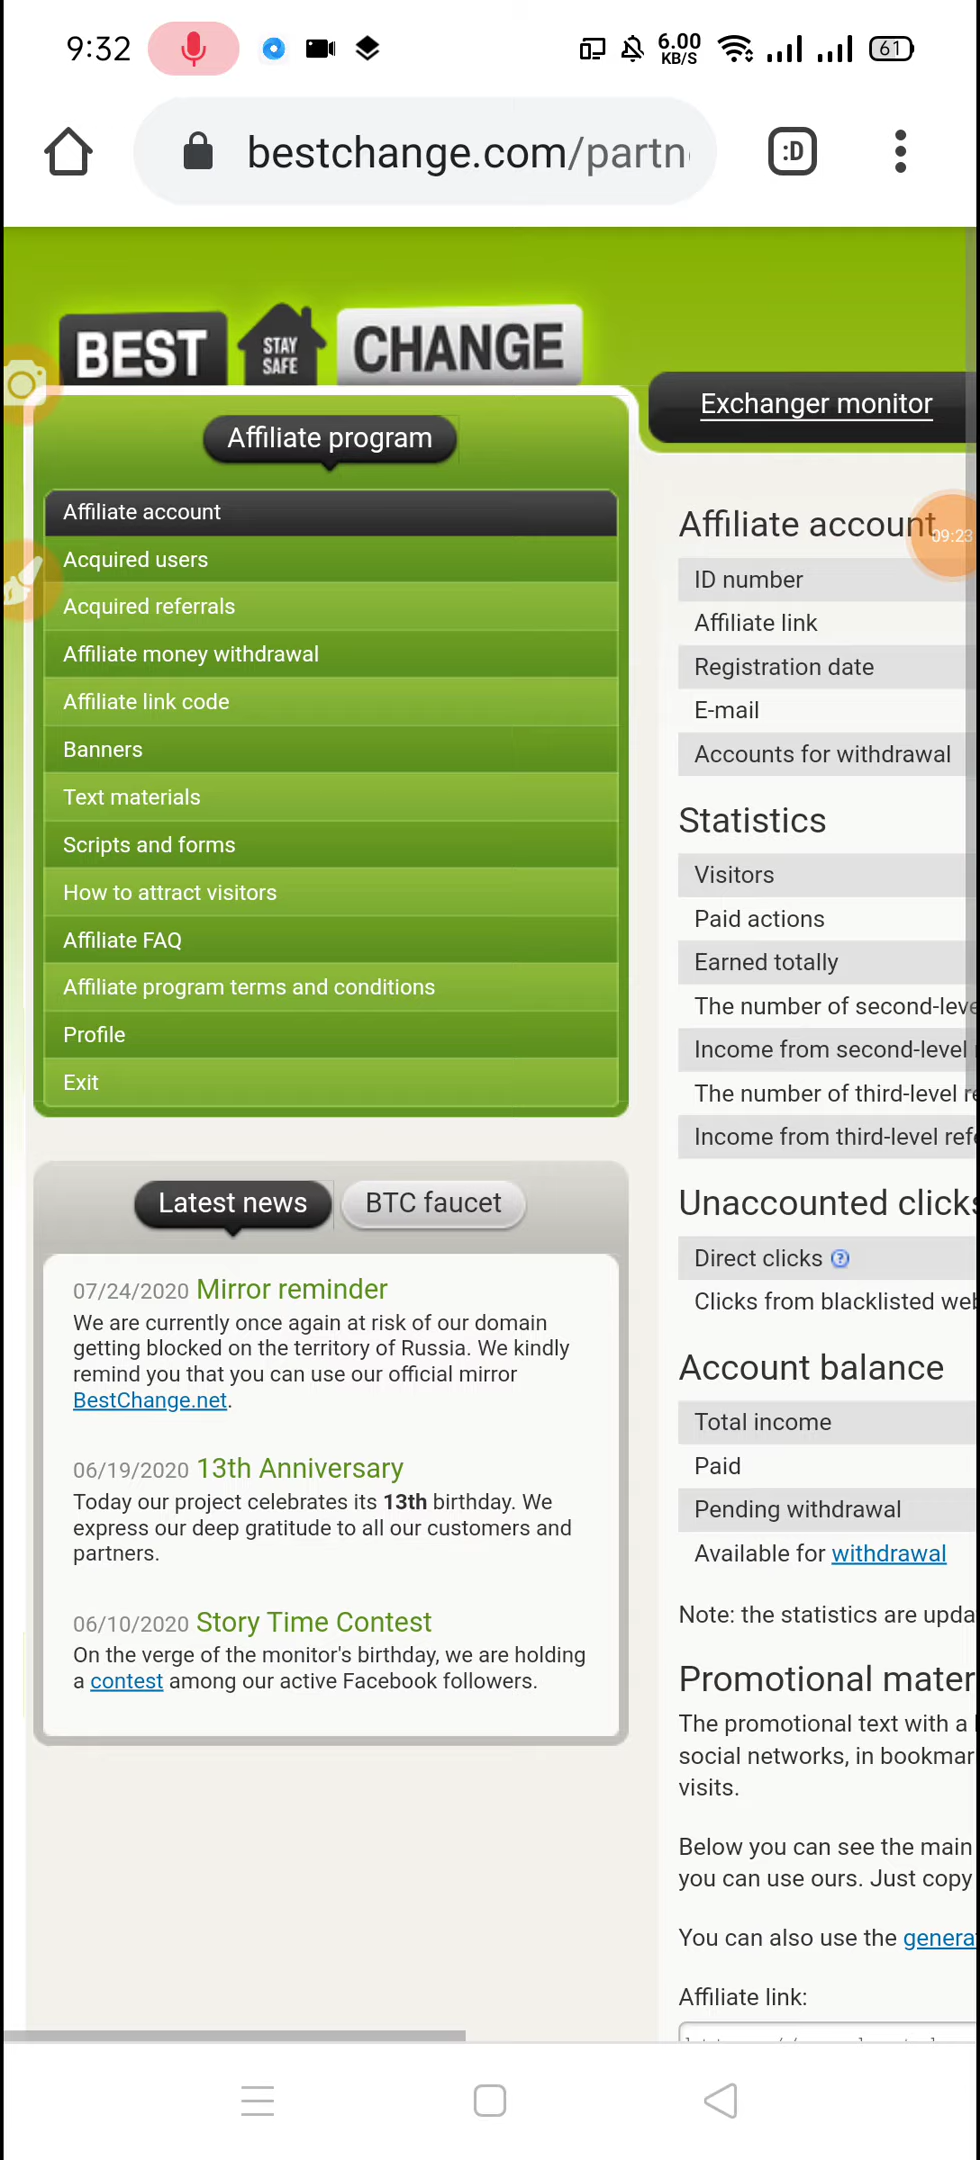 9:32
6.00
KB/S
61
bestchange.com/partn
:D
BEST
STAY
SAFE
CHANGE
Affiliate program
Exchanger monitor
Affiliate account
Acquired users
Acquired referrals
Affiliate money withdrawal
Affiliate link code
Banners
Text materials
Scripts and forms
How to attract visitors
Affiliate FAQ
Affiliate program terms and conditions
Profile
Exit
Latest news
BTC faucet
07/24/2020 Mirror reminder
We are currently once again at risk of our domain
getting blocked on the territory of Russia. We kindly
remind you that you can use our official mirror
BestChange.net.
06/19/2020 13th Anniversary
Today our project celebrates its 13th birthday. We
express our deep gratitude to all our customers and
partners.
06/10/2020 Story Time Contest
On the verge of the monitor's birthday, we are holding
a contest among our active Facebook followers.
Affiliate account
09:23
ID number
Affiliate link
Registration date
E-mail
Accounts for withdrawal
Statistics
Visitors
Paid actions
Earned totally
The number of second-leve
Income from second-level
The number of third-level re
Income from third-level refe
Unaccounted clicks
Direct clicks ?
Clicks from blacklisted web
Account balance
Total income
Paid
Pending withdrawal
Available for withdrawal
Note: the statistics are upda
Promotional mater
The promotional text with a
social networks, in bookmar
visits.
Below you can see the main
you can use ours. Just copy
You can also use the genera
Affiliate link: